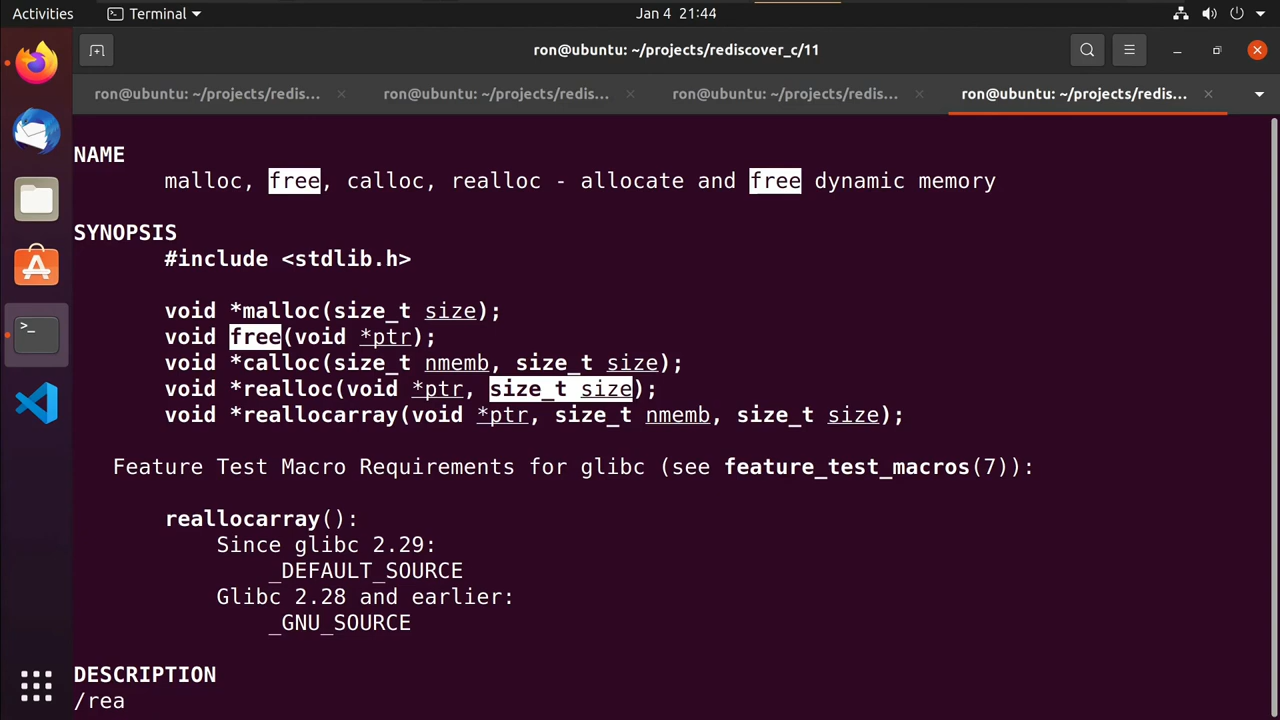 Activities Terminal Jan 4 21:44
ron@ubuntu: ~/projects/rediscover_c/11
ron@ubuntu: ~/projects/redis... ron@ubuntu: ~/projects/redis... ron@ubuntu: ~/projects/redis... ron@ubuntu: ~/projects/redis...
NAME
malloc, free, calloc, realloc - allocate and free dynamic memory
SYNOPSIS
#include <stdlib.h>
void *malloc(size_t size);
void free(void *ptr);
void *calloc(size_t nmemb, size_t size);
void *realloc(void *ptr, size_t size);
void *reallocarray(void *ptr, size_t nmemb, size_t size);
Feature Test Macro Requirements for glibc (see feature_test_macros(7)):
reallocarray():
Since glibc 2.29:
_DEFAULT_SOURCE
Glibc 2.28 and earlier:
_GNU_SOURCE
DESCRIPTION
/rea